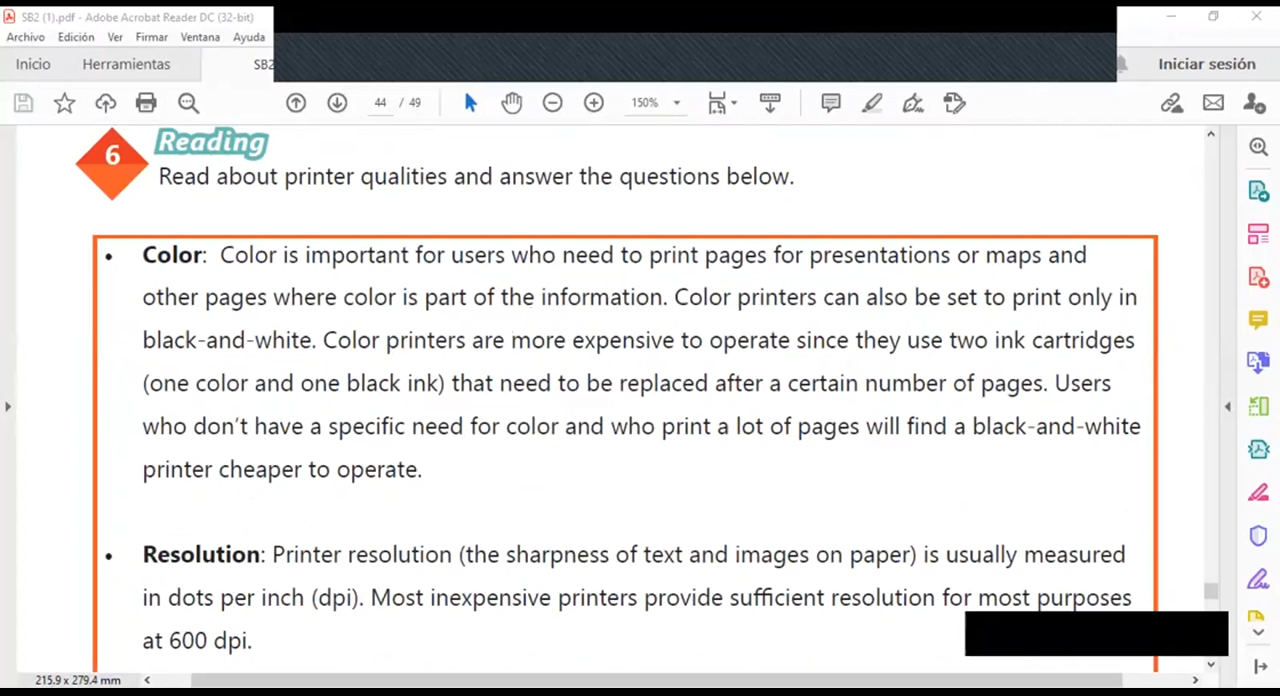 SB2 (1).pdf - Adobe Acrobat Reader DC (32-bit)
Archivo Edición Ver Firmar Ventana Ayuda
Inicio Herramientas SB2 Iniciar sesión
44 / 49 150%
6 Reading
Read about printer qualities and answer the questions below.
• Color: Color is important for users who need to print pages for presentations or maps and
other pages where color is part of the information. Color printers can also be set to print only in
black-and-white. Color printers are more expensive to operate since they use two ink cartridges
(one color and one black ink) that need to be replaced after a certain number of pages. Users
who don't have a specific need for color and who print a lot of pages will find a black-and-white
printer cheaper to operate.
• Resolution: Printer resolution (the sharpness of text and images on paper) is usually measured
in dots per inch (dpi). Most inexpensive printers provide sufficient resolution for most purposes
at 600 dpi.
215.9 x 279.4 mm